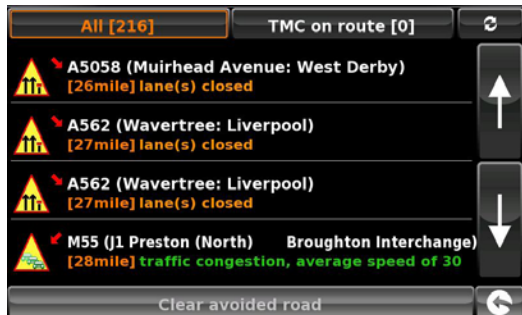 All [216]
TMC on route [0]
A5058 (Muirhead Avenue: West Derby)
[26mile] lane(s) closed
A562 (Wavertree: Liverpool)
[27mile] lane(s) closed
A562 (Wavertree: Liverpool)
[27mile] lane(s) closed
M55 (J1 Preston (North) Broughton Interchange)
[28mile] traffic congestion, average speed of 30
Clear avoided road